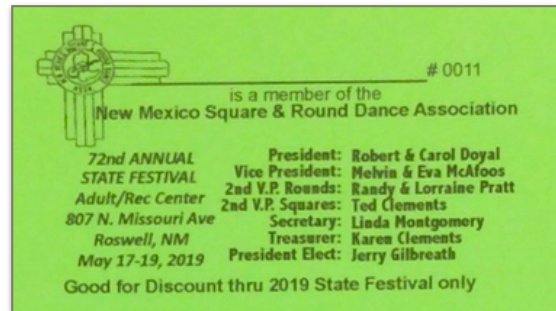 # 0011
is a member of the
New Mexico Square & Round Dance Association
72nd ANNUAL
STATE FESTIVAL
Adult/Rec Center
807 N. Missouri Ave
Roswell, NM
May 17-19, 2019
President: Robert & Carol Doyal
Vice President: Melvin & Eva McAfoos
2nd V.P. Rounds: Randy & Lorraine Pratt
2nd V.P. Squares: Ted Clements
Secretary: Linda Montgomery
Treasurer: Karen Clements
President Elect: Jerry Gilbreath
Good for Discount thru 2019 State Festival only